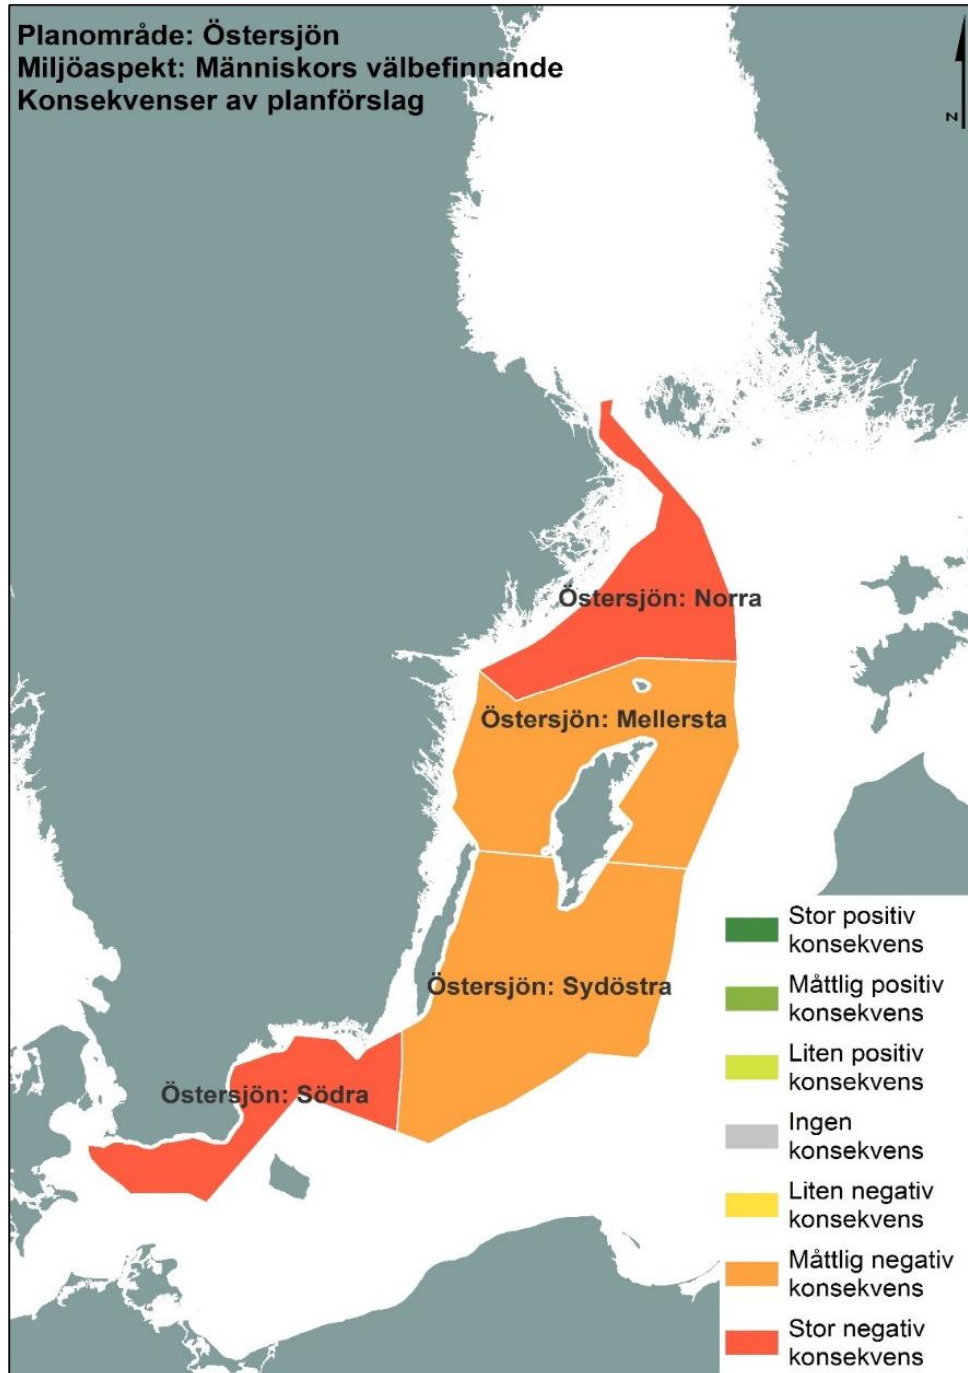 Planområde: Östersjön
Miljöaspekt: Människors välbefinnande
Konsekvenser av planförslag
N
Östersjön: Norra
Östersjön: Mellersta
Östersjön: Sydöstra
Östersjön: Södra
Stor positiv
konsekvens
Måttlig positiv
konsekvens
Liten positiv
konsekvens
Ingen
konsekvens
Liten negativ
konsekvens
Måttlig negativ
konsekvens
Stor negativ
konsekvens